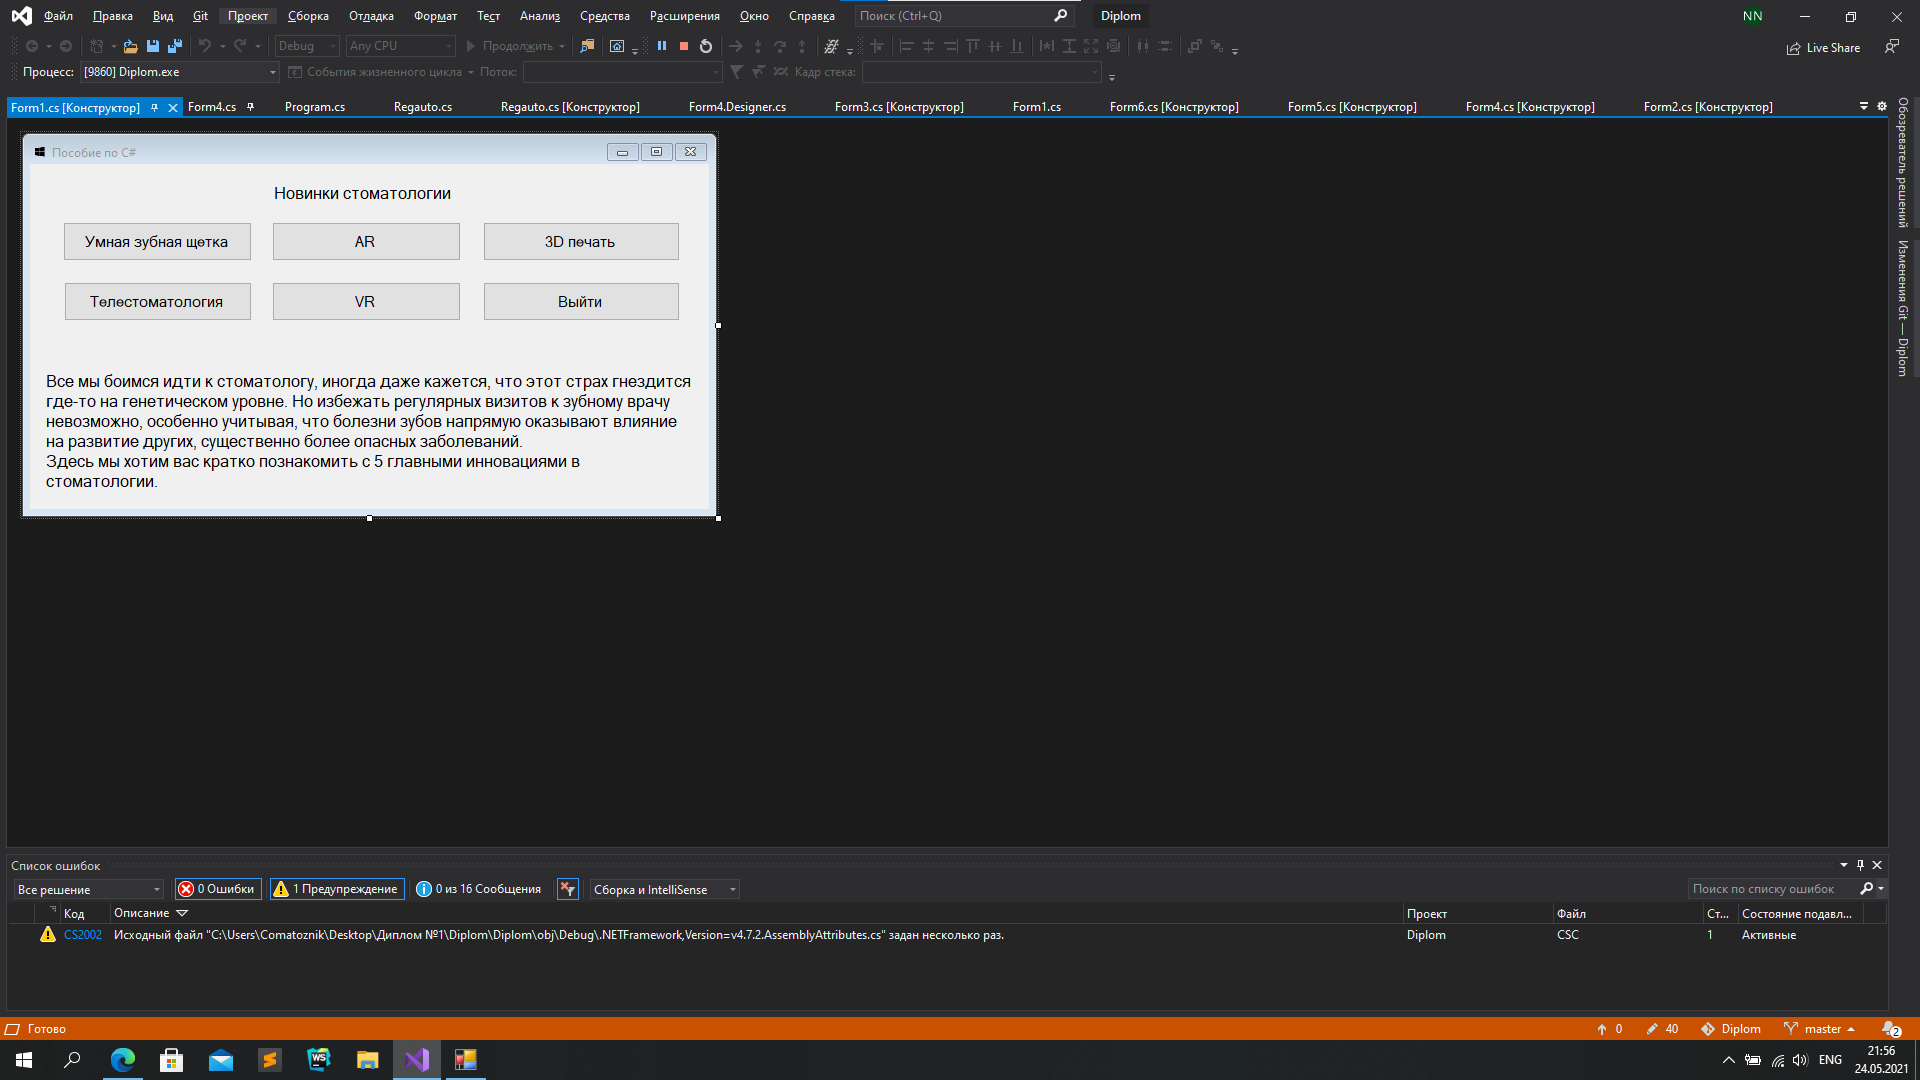 Файл Правка Вид Git Проект Сборка Отладка Формат Тест Анализ Средства Расширения Окно Справка Поиск (Ctrl+Q) Diplom NN
Debug Any CPU Продолжить Live Share
Процесс: [9860] Diplom.exe События жизненного цикла Поток: Кадр стека:
Form1.cs [Конструктор] Form4.cs Program.cs Regauto.cs Regauto.cs [Конструктор] Form4.Designer.cs Form3.cs [Конструктор] Form1.cs Form6.cs [Конструктор] Form5.cs [Конструктор] Form4.cs [Конструктор] Form2.cs [Конструктор]
Обозреватель решений
Изменения Git — Diplom
Пособие по C#
Новинки стоматологии
Умная зубная щетка AR 3D печать
Телестоматология VR Выйти
Все мы боимся идти к стоматологу, иногда даже кажется, что этот страх гнездится
где-то на генетическом уровне. Но избежать регулярных визитов к зубному врачу
невозможно, особенно учитывая, что болезни зубов напрямую оказывают влияние
на развитие других, существенно более опасных заболеваний.
Здесь мы хотим вас кратко познакомить с 5 главными инновациями в
стоматологии.
Список ошибок
Все решение 0 Ошибки 1 Предупреждение 0 из 16 Сообщения Сборка и IntelliSense Поиск по списку ошибок
Код Описание Проект Файл Ст... Состояние подавл...
CS2002 Исходный файл "C:\Users\Comatoznik\Desktop\Диплом №1\Diplom\Diplom\obj\Debug\.NETFramework,Version=v4.7.2.AssemblyAttributes.cs" задан несколько раз. Diplom CSC 1 Активные
Готово 0 40 Diplom master 2
WS ENG 21:56
24.05.2021